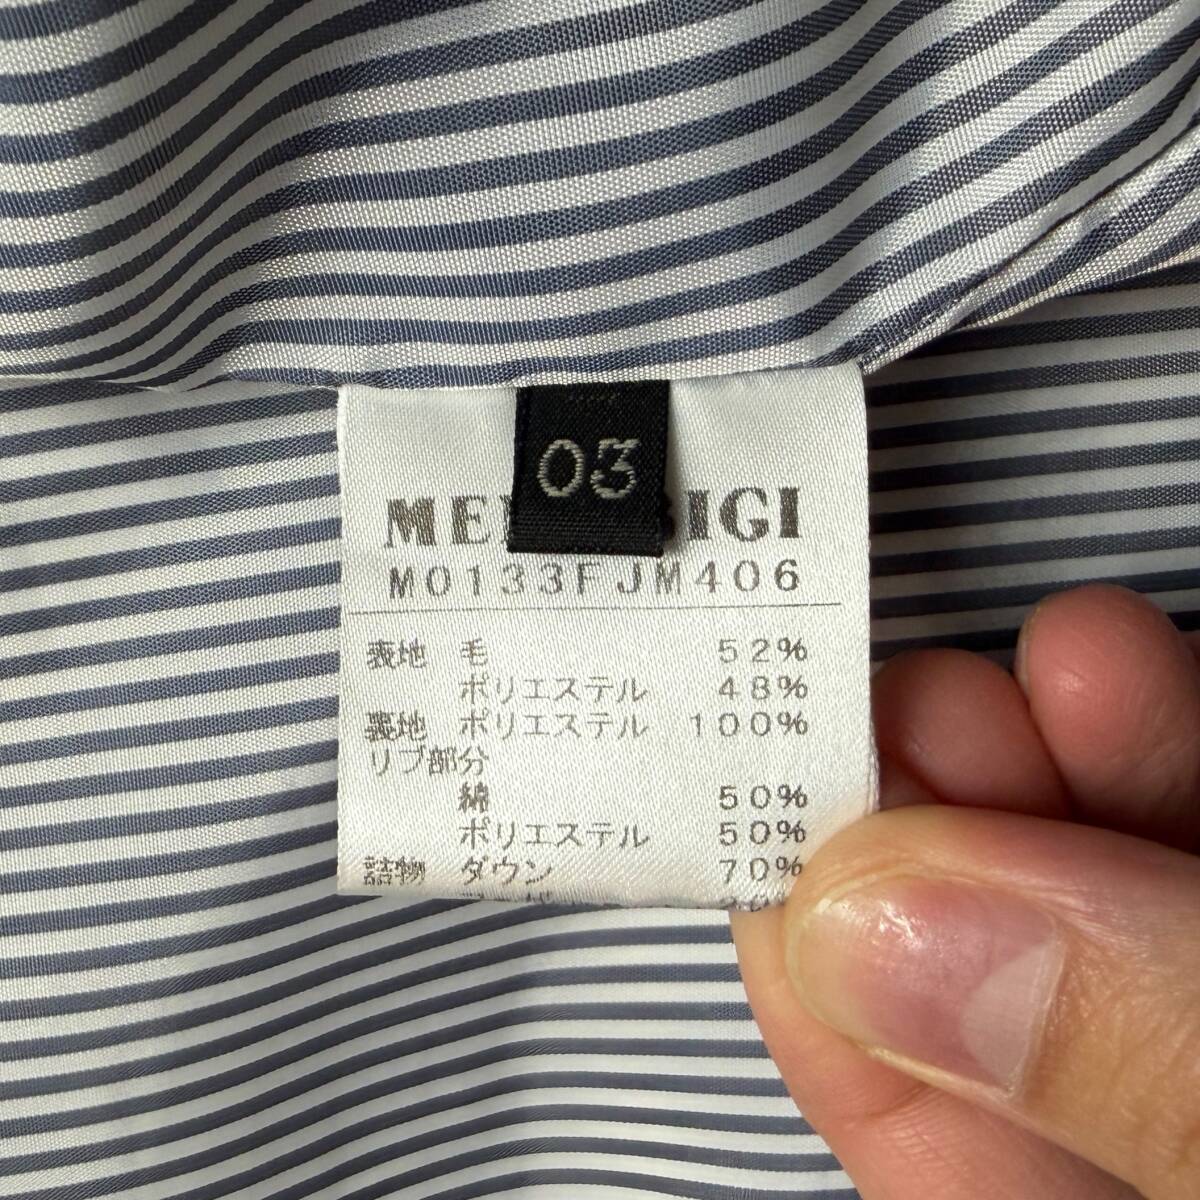 03
ME IGI
M0133FJM406
表地 毛 52%
ポリエステル 48%
裏地 ポリエステル 100%
リブ部分
綿 50%
ポリエステル 50%
詰物 ダウン 70%